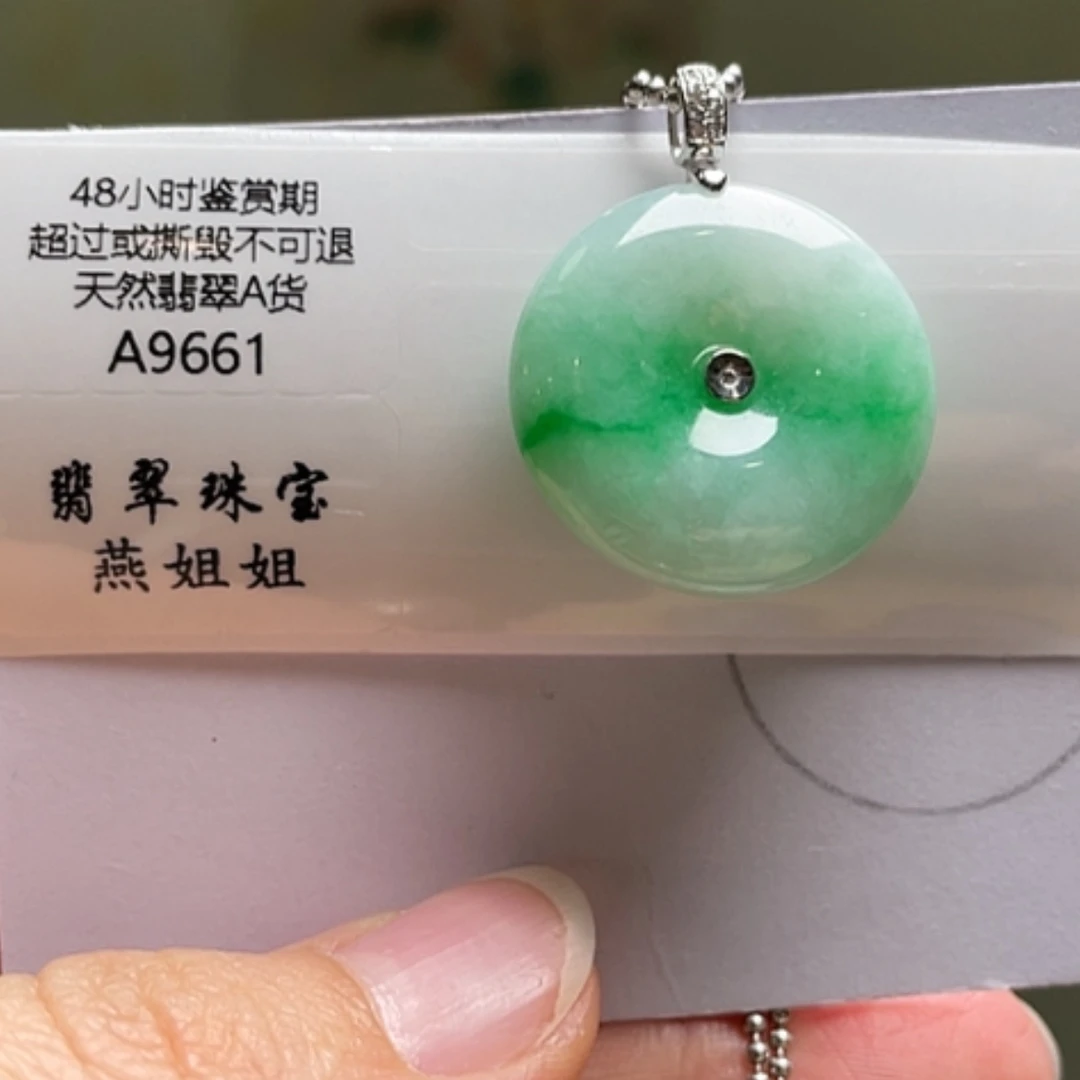 48小时鉴赏期
超过或撕毁不可退
天然翡翠A货
A9661
翡翠珠宝
燕姐姐